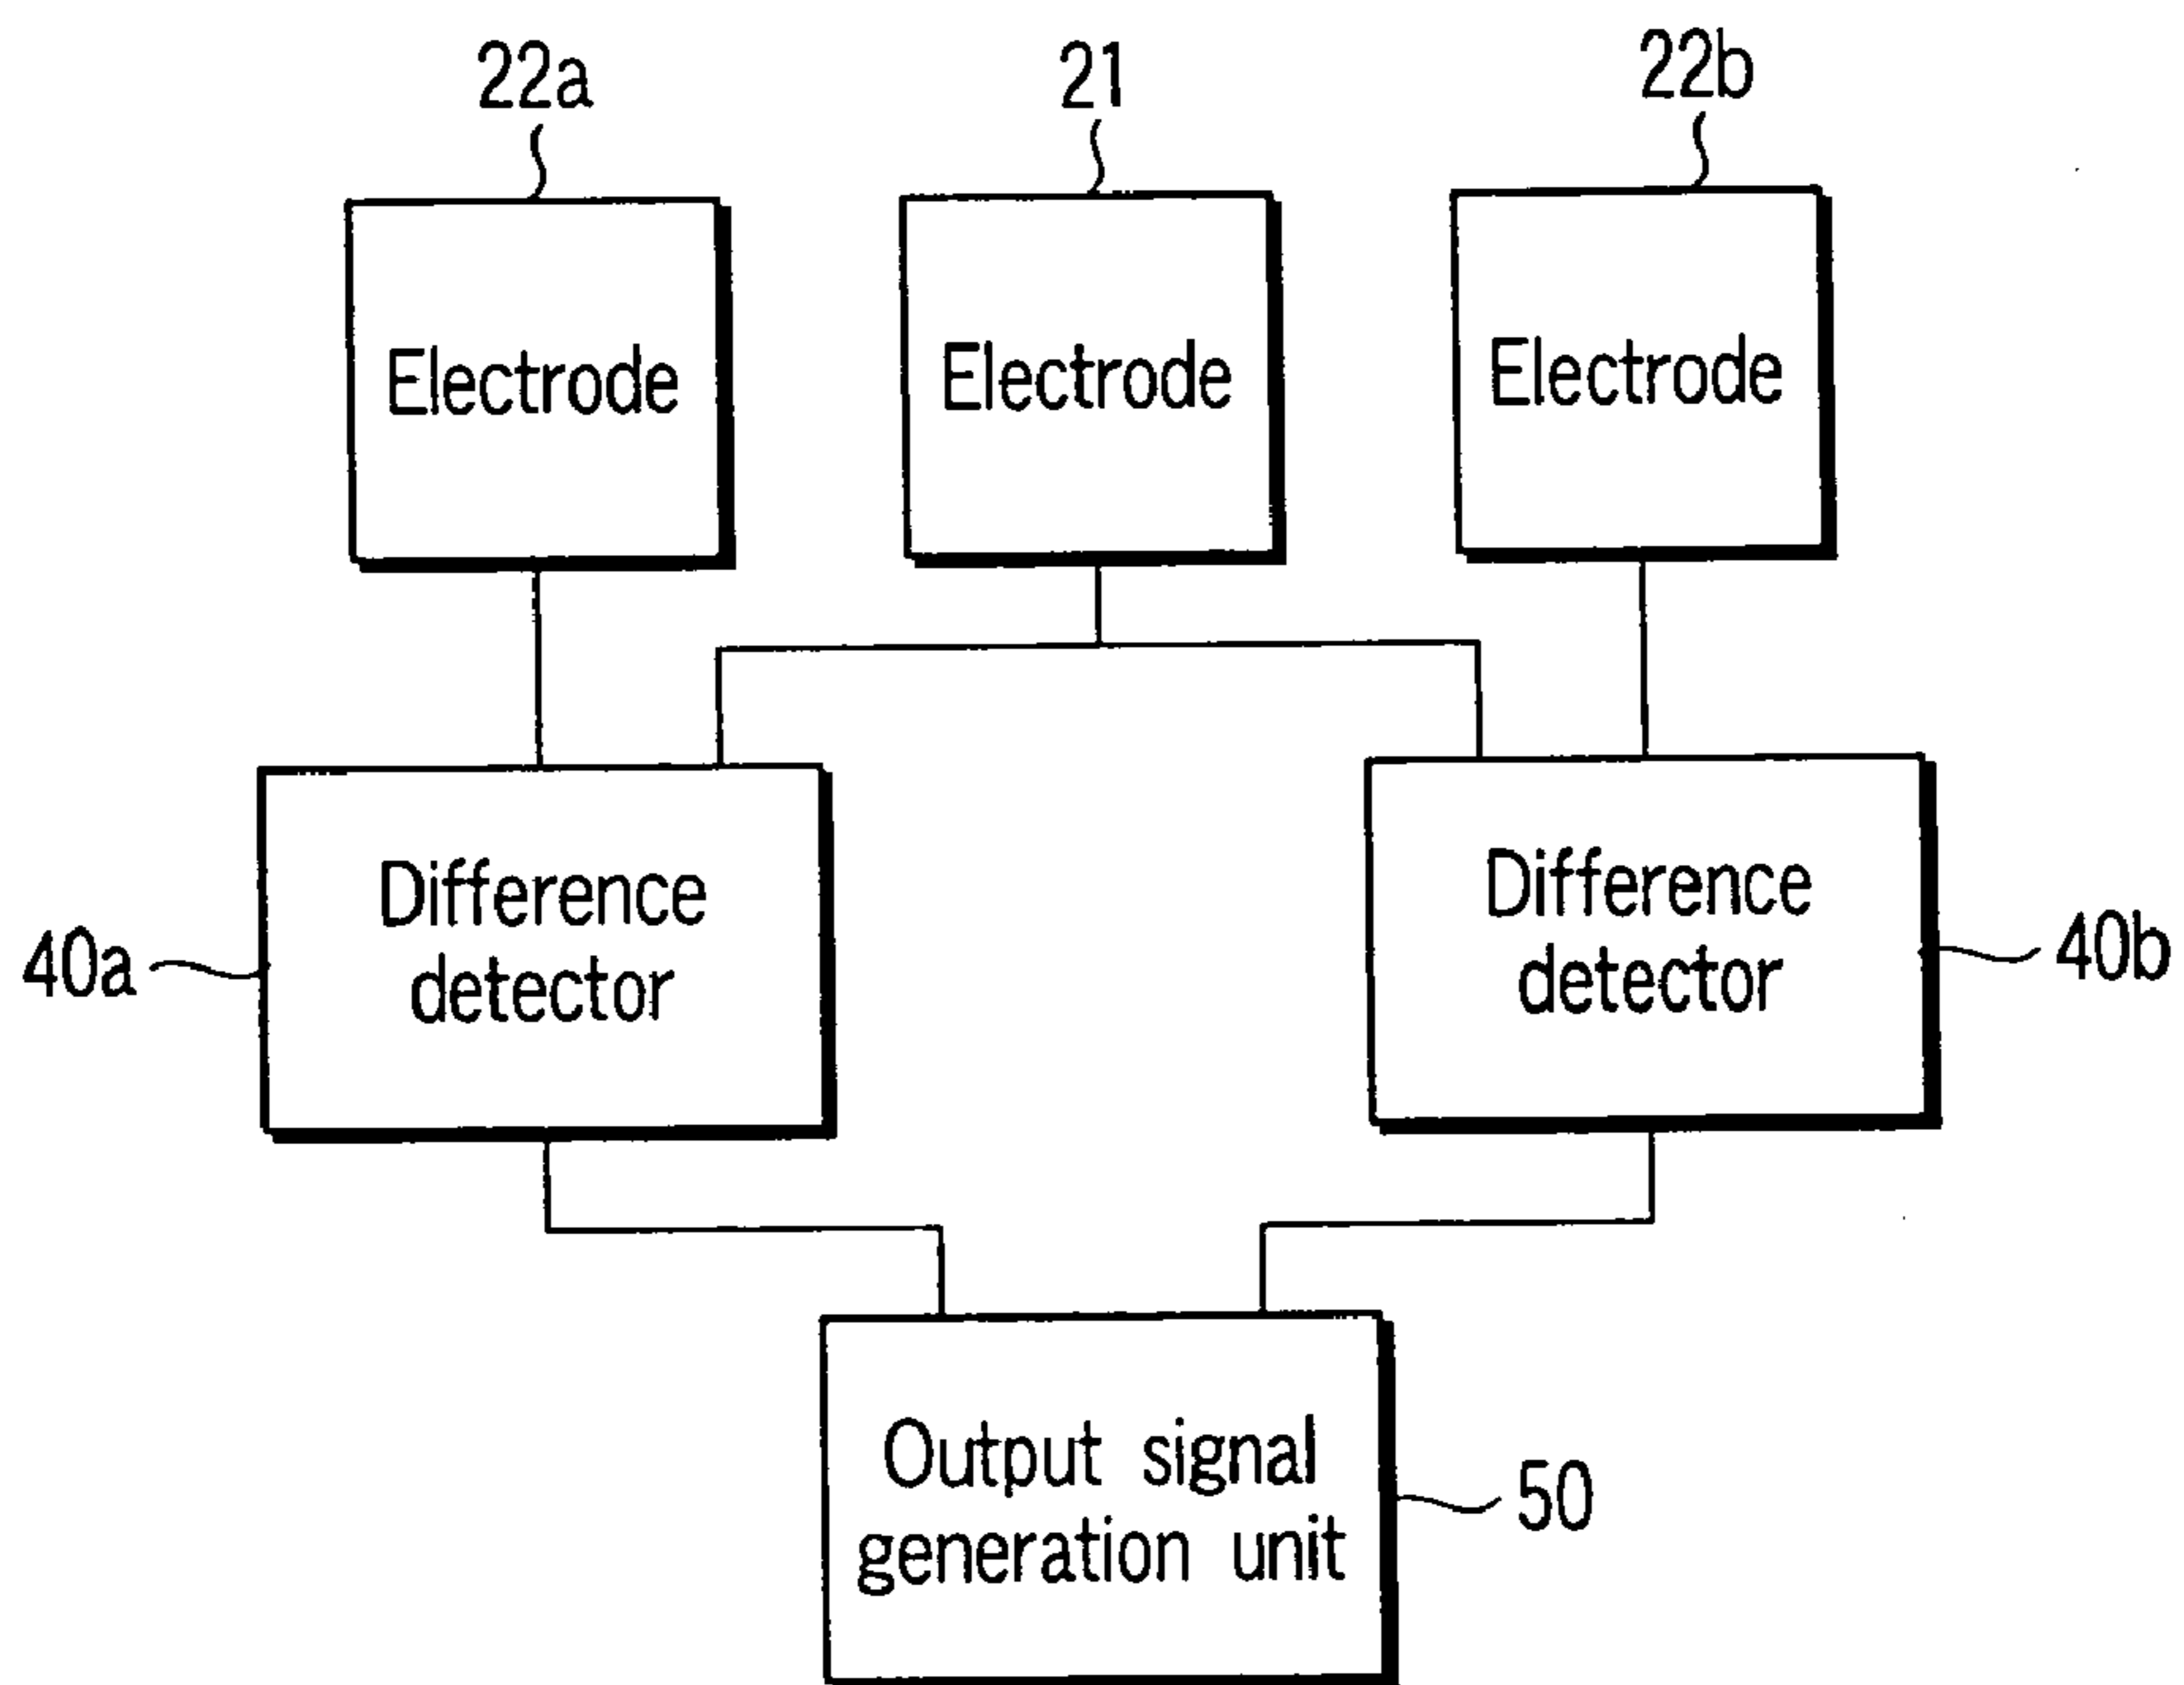 22a
21
22b
Electrode
Electrode
Electrode
40a
Difference
detector
Difference
detector
40b
Output signal
generation unit
50